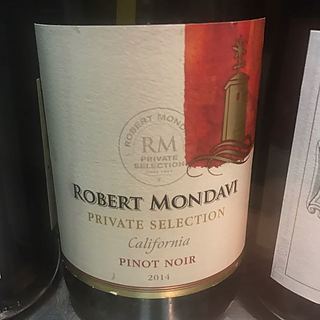 ROBERT MONDAVI
RM
PRIVATE
SELECTION
ROBERT MONDAVI
PRIVATE SELECTION
California
PINOT NOIR
2014